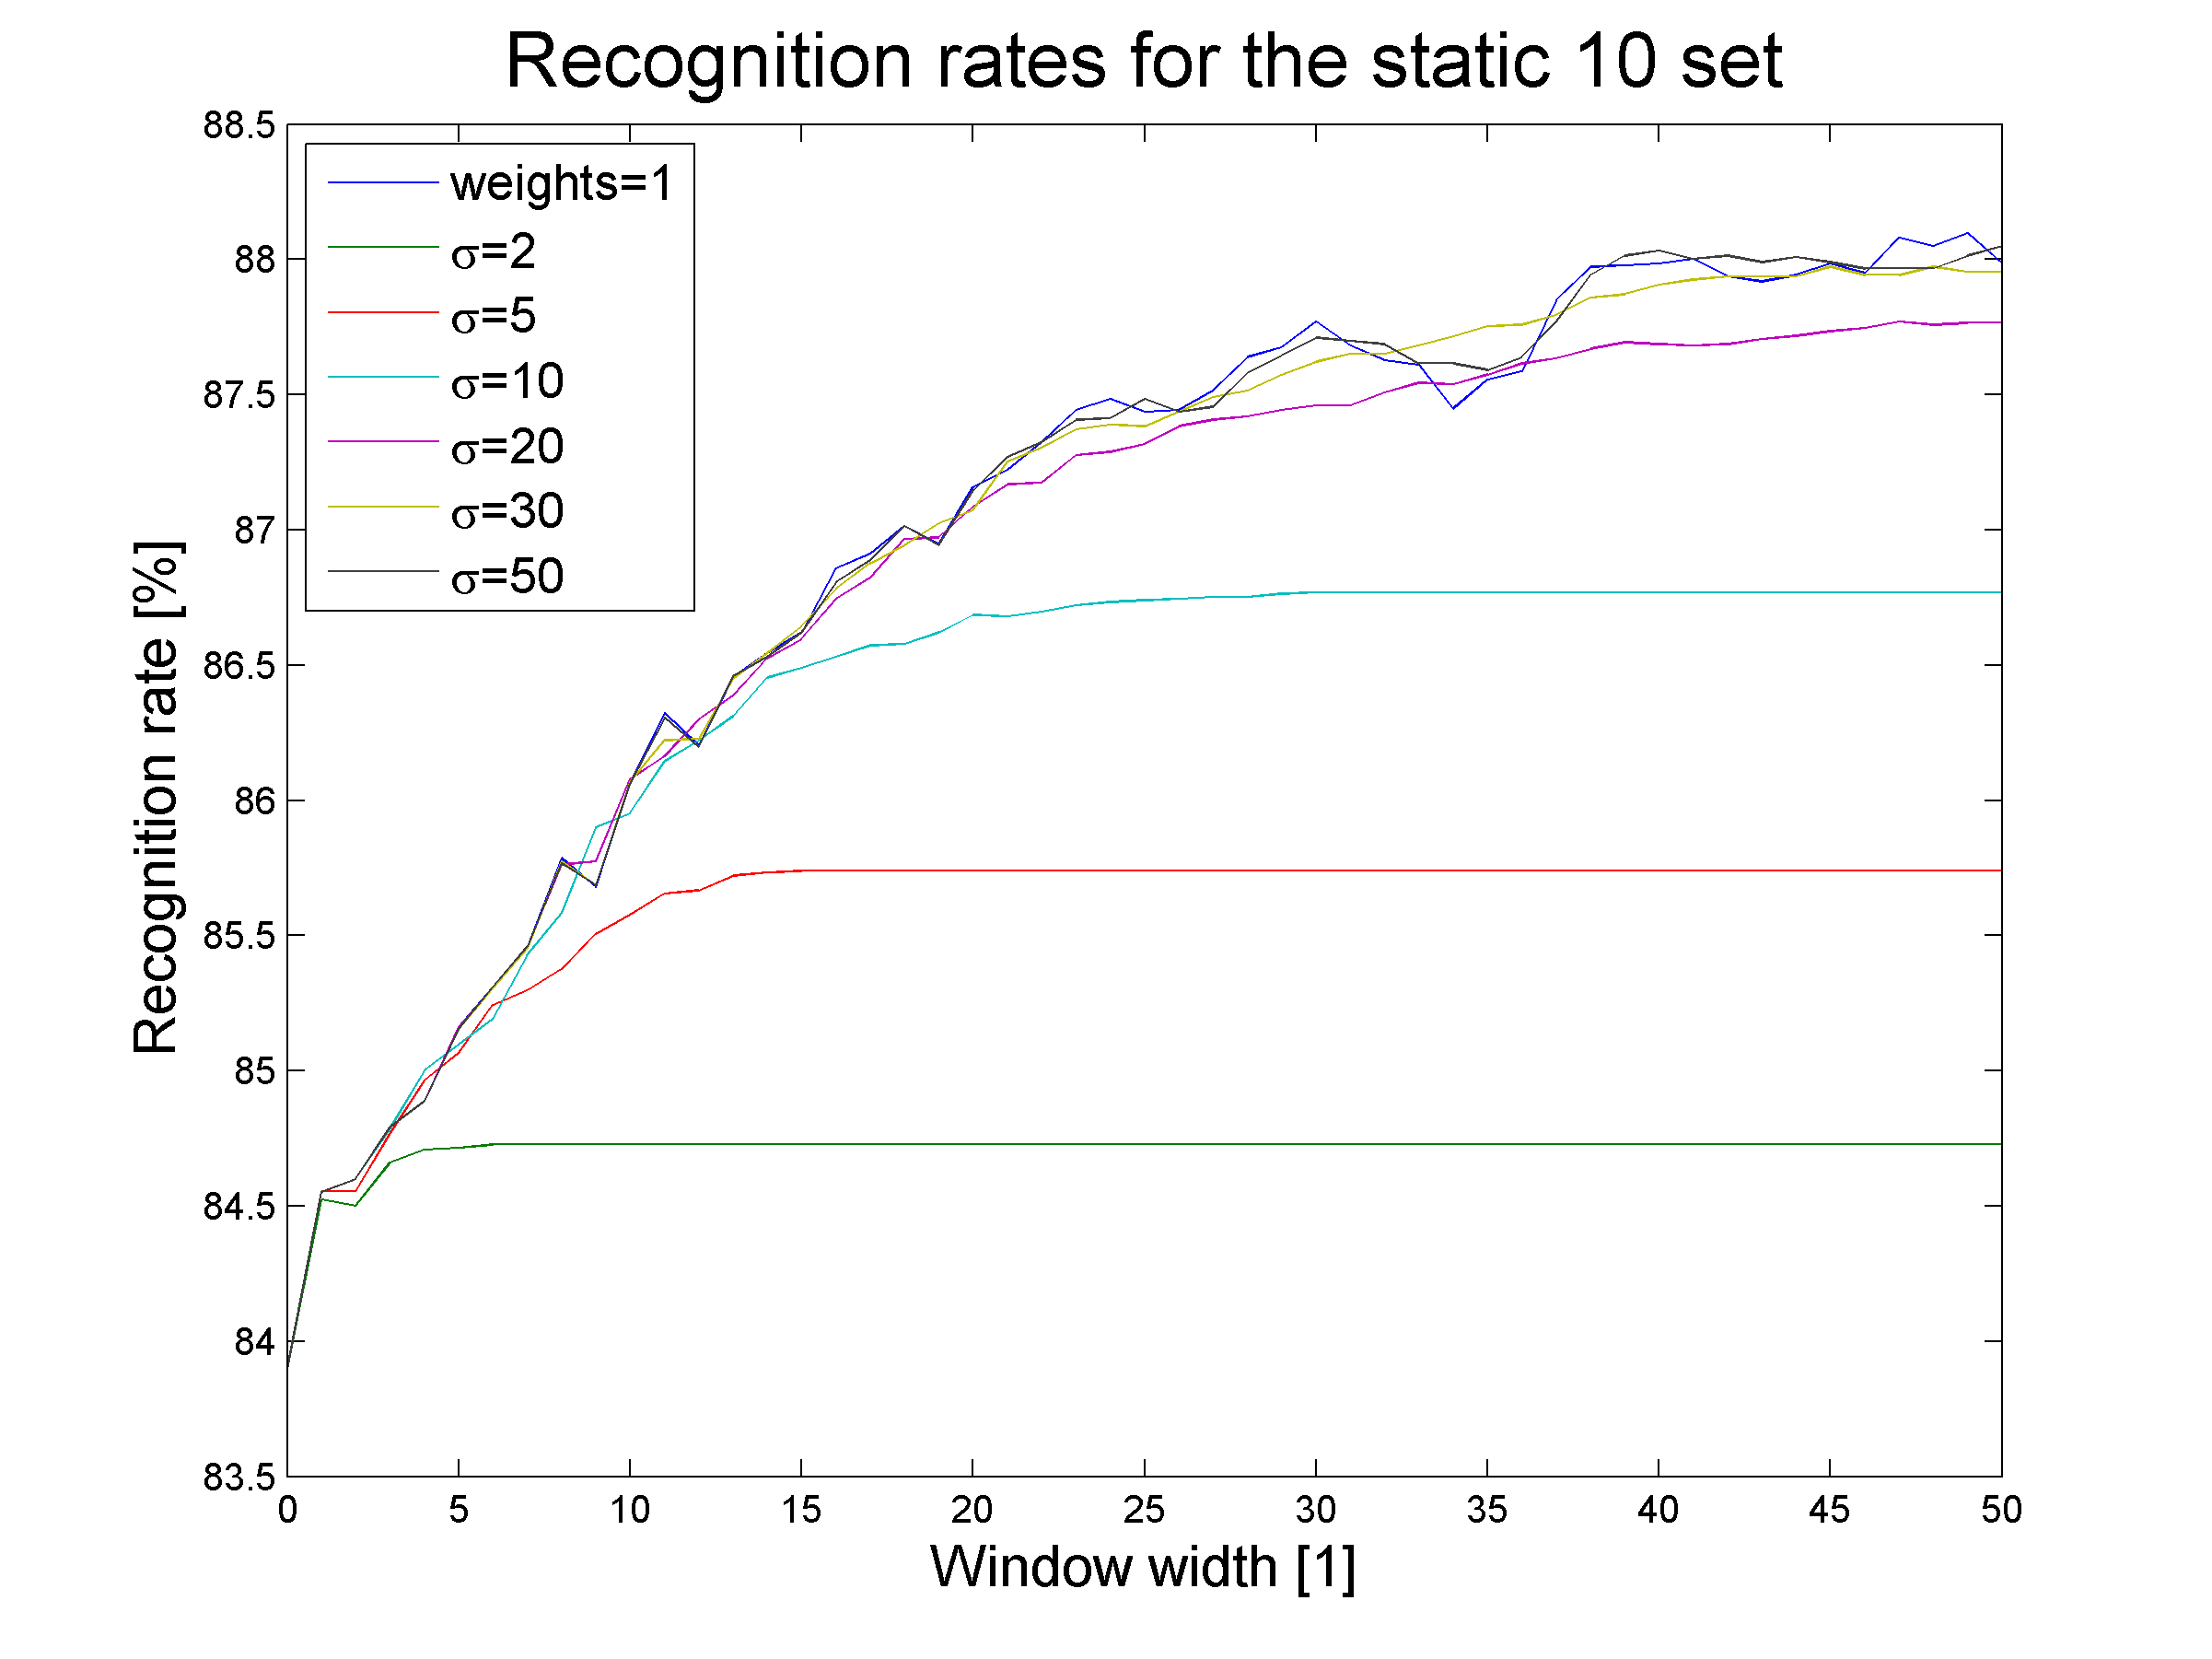 Recognition rates for the static 10 set
88.5
88
87.5
87
86.5
86
85.5
85
84.5
84
83.5
Recognition rate [%]
weights=1
σ=2
σ=5
σ=10
σ=20
σ=30
σ=50
0 5 10 15 20 25 30 35 40 45 50
Window width [1]